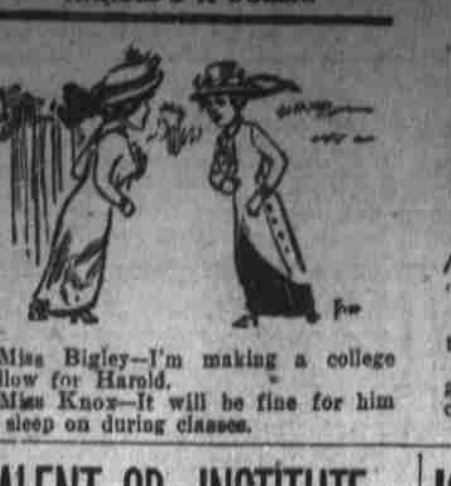 Miss Bigley—I'm making a college
llow for Harold.
Miss Knox—It will be fine for him
sleep on during classes.
ALENT OR INSTITUTE